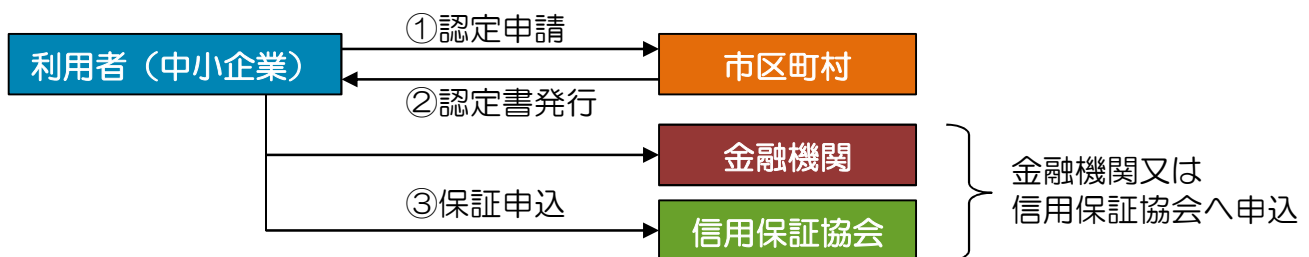 ①認定申請
利用者（中小企業）
市区町村
②認定書発行
金融機関
③保証申込
信用保証協会
金融機関又は
信用保証協会へ申込